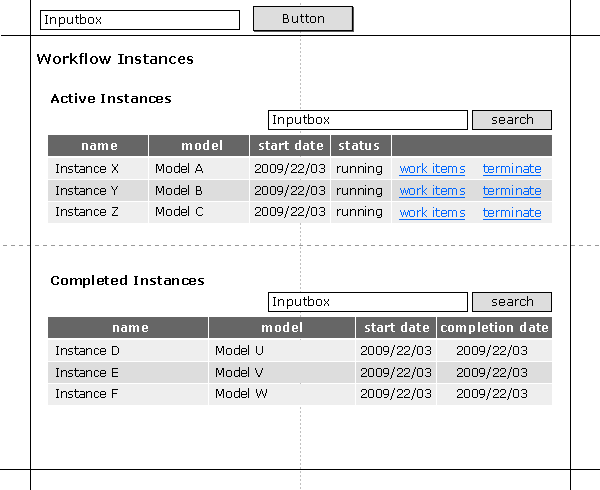 Inputbox Button
Workflow Instances
Active Instances
Inputbox search
name model start date status
Instance X Model A 2009/22/03 running work items terminate
Instance Y Model B 2009/22/03 running work items terminate
Instance Z Model C 2009/22/03 running work items terminate
Completed Instances
Inputbox search
name model start date completion date
Instance D Model U 2009/22/03 2009/22/03
Instance E Model V 2009/22/03 2009/22/03
Instance F Model W 2009/22/03 2009/22/03